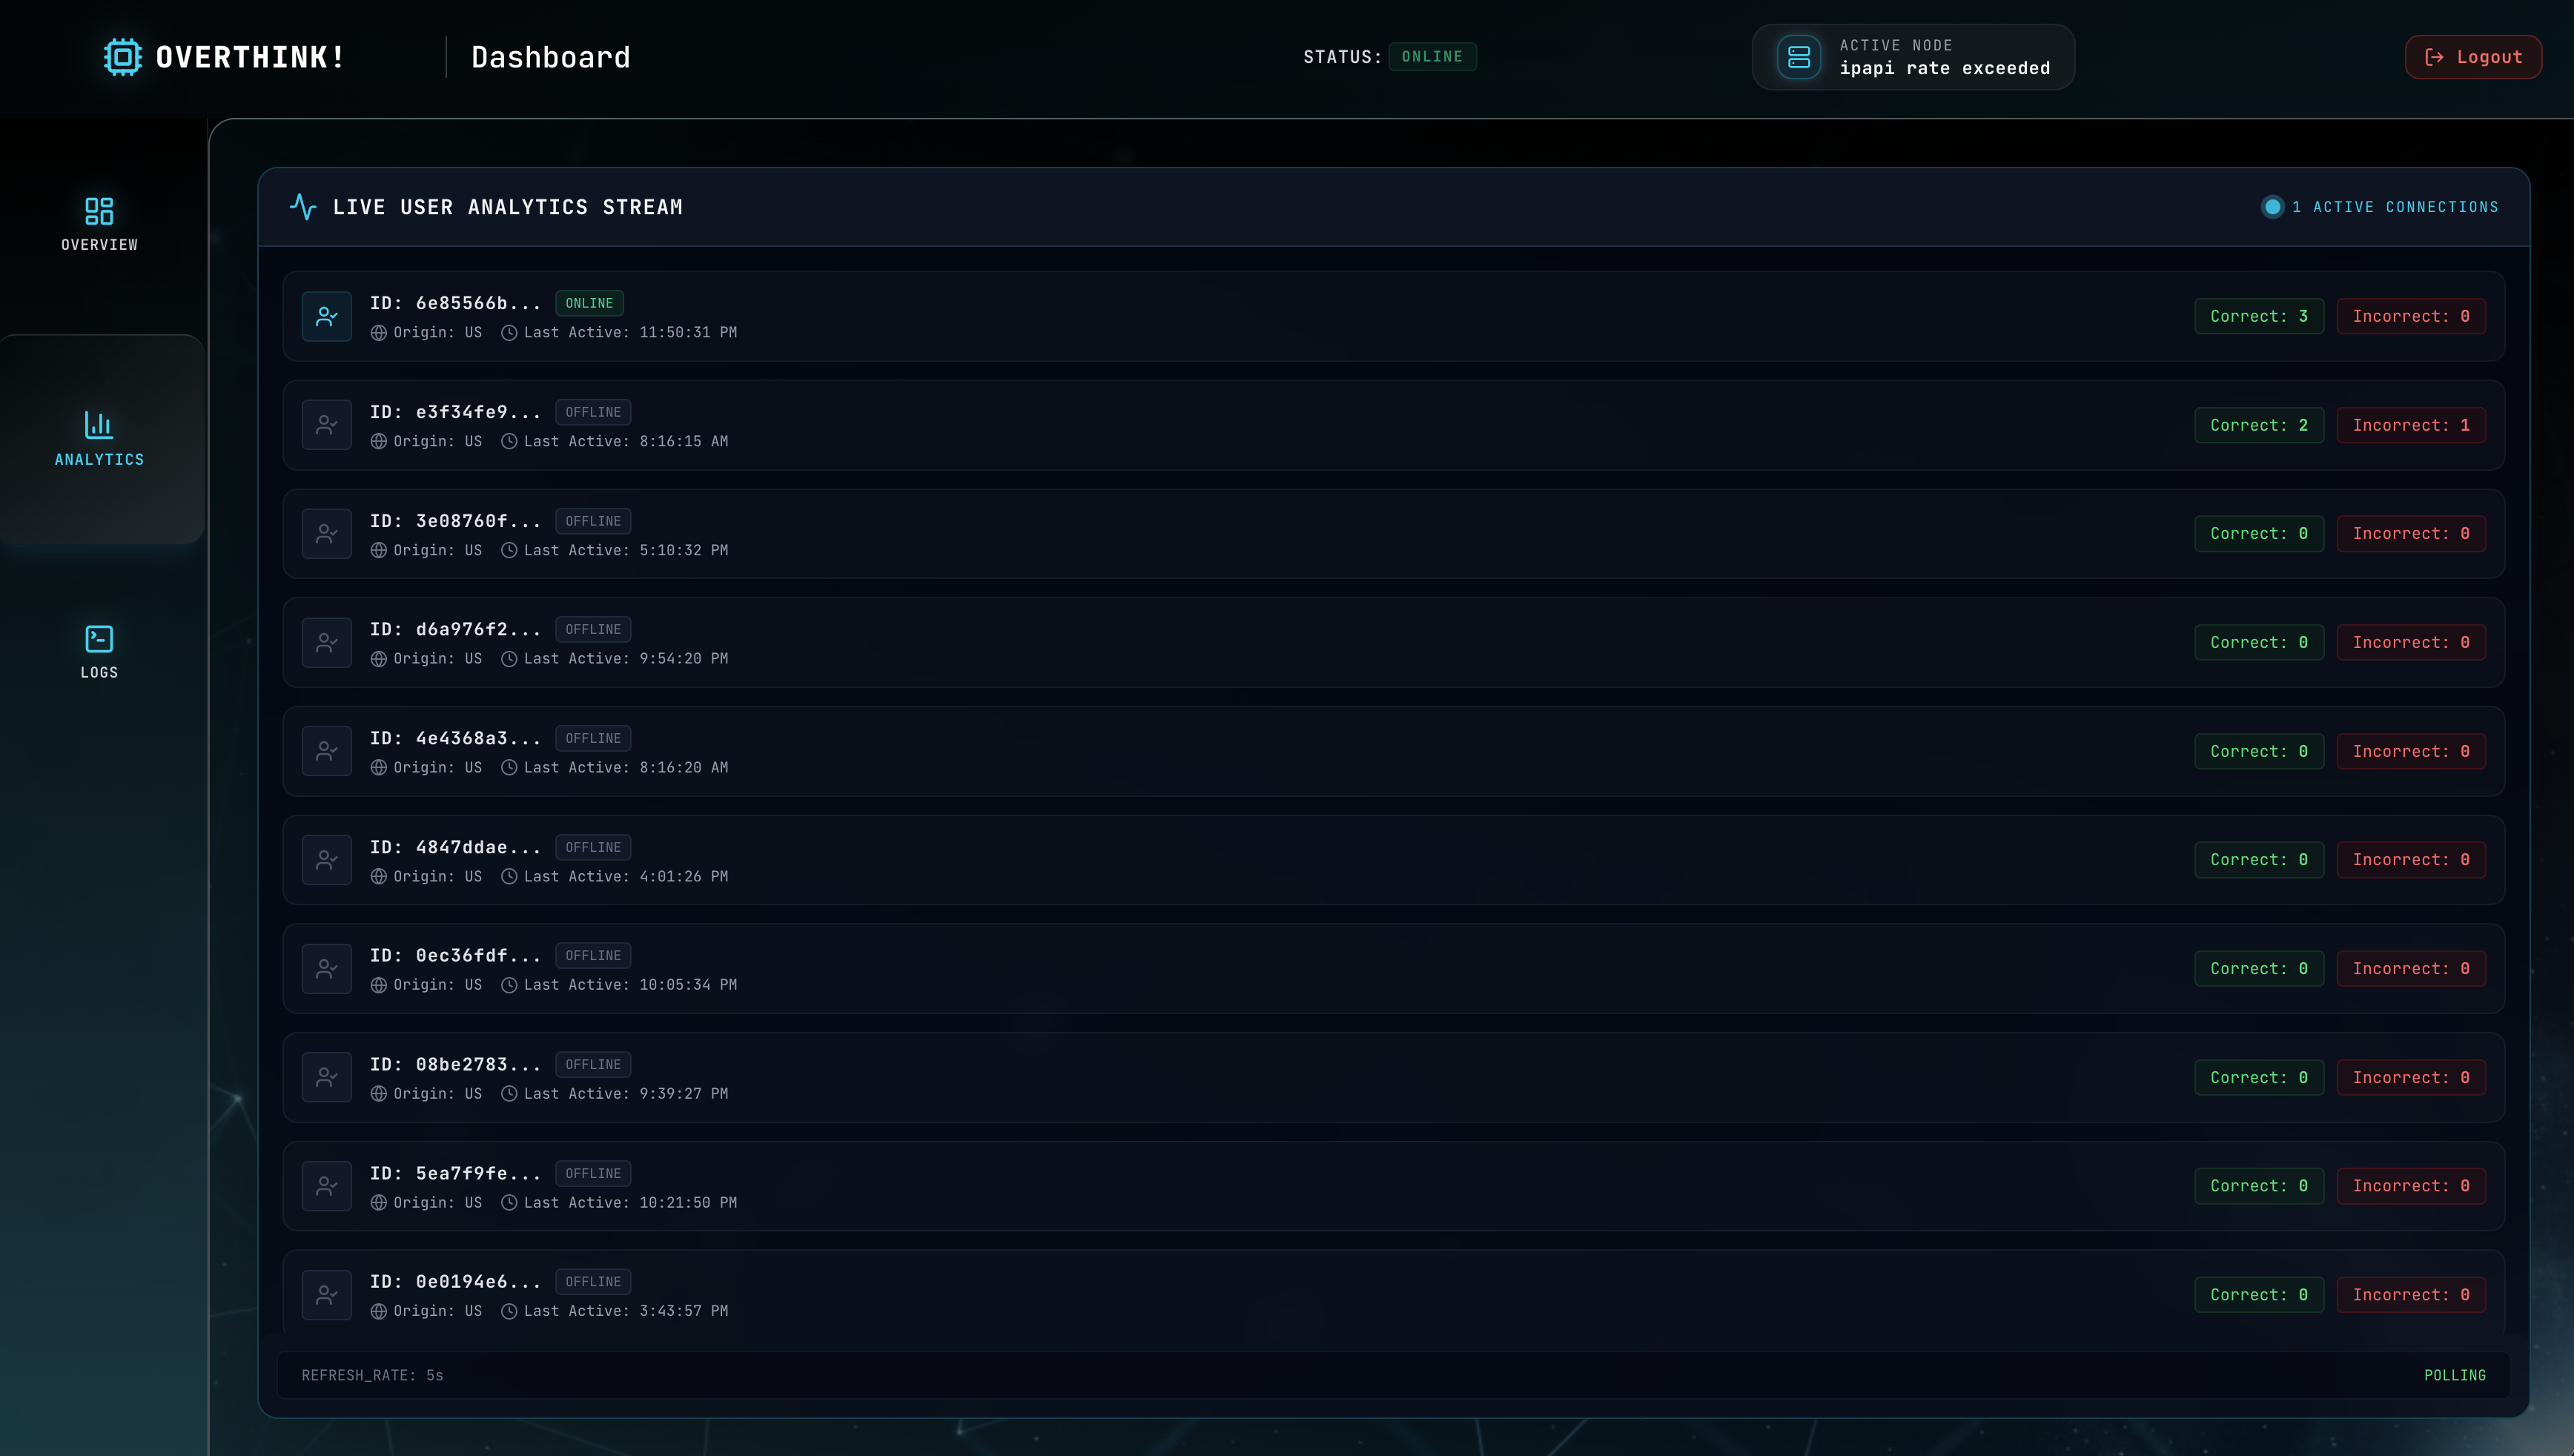 OVERTHINK!
Dashboard
STATUS: ONLINE
ACTIVE NODE
ipapi rate exceeded
Logout
OVERVIEW
ANALYTICS
LOGS
LIVE USER ANALYTICS STREAM
1 ACTIVE CONNECTIONS
ID: 6e85566b... ONLINE
Origin: US Last Active: 11:50:31 PM
Correct: 3 Incorrect: 0
ID: e3f34fe9... OFFLINE
Origin: US Last Active: 8:16:15 AM
Correct: 2 Incorrect: 1
ID: 3e08760f... OFFLINE
Origin: US Last Active: 5:10:32 PM
Correct: 0 Incorrect: 0
ID: d6a976f2... OFFLINE
Origin: US Last Active: 9:54:20 PM
Correct: 0 Incorrect: 0
ID: 4e4368a3... OFFLINE
Origin: US Last Active: 8:16:20 AM
Correct: 0 Incorrect: 0
ID: 4847ddae... OFFLINE
Origin: US Last Active: 4:01:26 PM
Correct: 0 Incorrect: 0
ID: 0ec36fdf... OFFLINE
Origin: US Last Active: 10:05:34 PM
Correct: 0 Incorrect: 0
ID: 08be2783... OFFLINE
Origin: US Last Active: 9:39:27 PM
Correct: 0 Incorrect: 0
ID: 5ea7f9fe... OFFLINE
Origin: US Last Active: 10:21:50 PM
Correct: 0 Incorrect: 0
ID: 0e0194e6... OFFLINE
Origin: US Last Active: 3:43:57 PM
Correct: 0 Incorrect: 0
REFRESH_RATE: 5s
POLLING